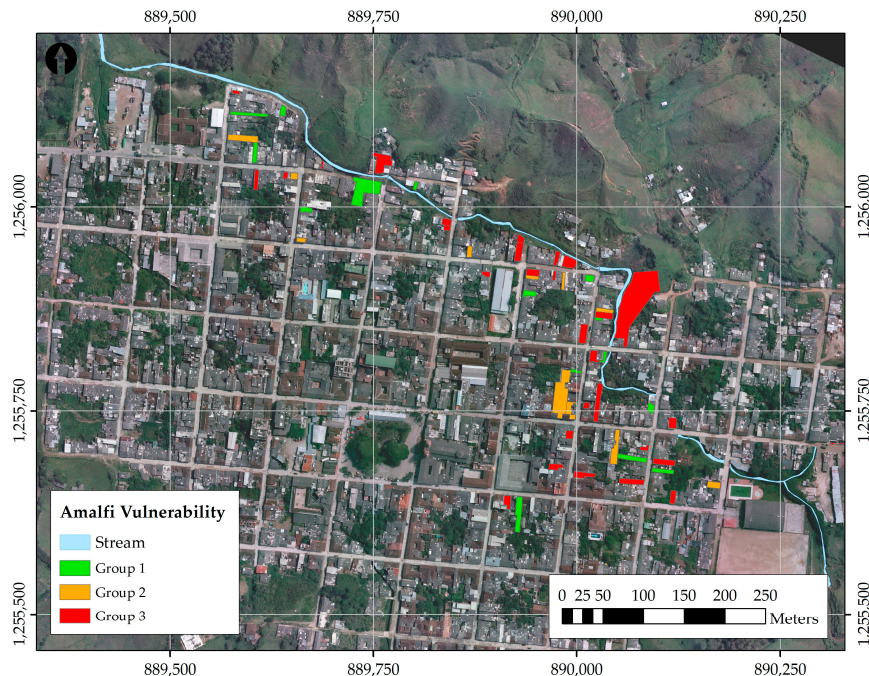 889,500 889,750 890,000 890,250
1,256,000 1,256,000
1,255,750 1,255,750
Amalfi Vulnerability
Stream
Group 1
Group 2
Group 3
0 25 50 100 150 200 250
Meters
1,255,500 1,255,500
889,500 889,750 890,000 890,250